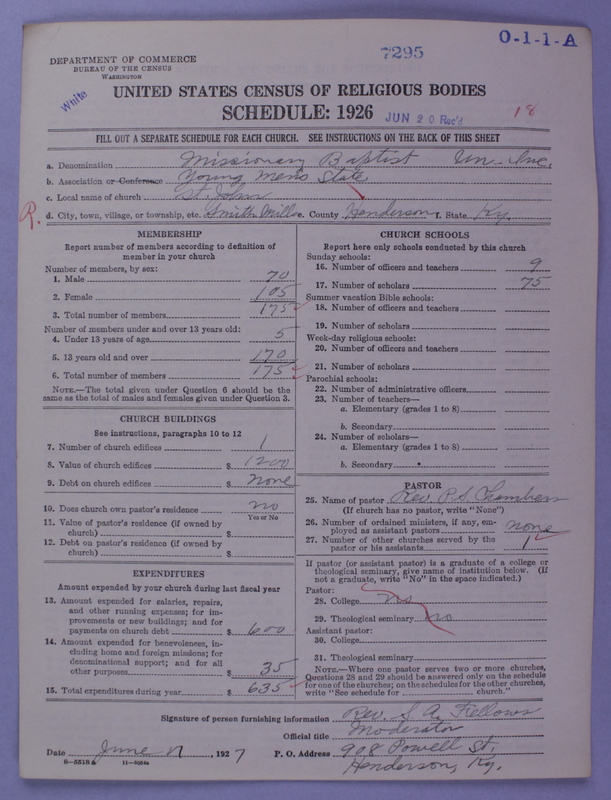 7295
O-1-1-A
DEPARTMENT OF COMMERCE
BUREAU OF THE CENSUS
WASHINGTON
White
UNITED STATES CENSUS OF RELIGIOUS BODIES
SCHEDULE: 1926
JUN 20 Rec'd
18
FILL OUT A SEPARATE SCHEDULE FOR EACH CHURCH. SEE INSTRUCTIONS ON THE BACK OF THIS SHEET
a. Denomination Missionary Baptist Un-Inc.
b. Association or Conference Young Mens State
c. Local name of church St. John
R.
d. City, town, village, or township, etc. Smith Mills e. County Henderson f. State Ky.
MEMBERSHIP
Report number of members according to definition of
member in your church
Number of members, by sex:
1. Male 70
2. Female 105
3. Total number of members 175
Number of members under and over 13 years old:
4. Under 13 years of age 5
5. 13 years old and over 170
6. Total number of members 175
NOTE.—The total given under Question 6 should be the
same as the total of males and females given under Question 3.
CHURCH BUILDINGS
See instructions, paragraphs 10 to 12
7. Number of church edifices 1
8. Value of church edifices $ 1200
9. Debt on church edifices $ none
10. Does church own pastor's residence no
Yes or No
11. Value of pastor's residence (if owned by
church) $
12. Debt on pastor's residence (if owned by
church) $
EXPENDITURES
Amount expended by your church during last fiscal year
13. Amount expended for salaries, repairs,
and other running expenses; for im-
provements or new buildings; and for
payments on church debt $ 600
14. Amount expended for benevolences, in-
cluding home and foreign missions; for
denominational support; and for all
other purposes $ 35
15. Total expenditures during year $ 635
CHURCH SCHOOLS
Report here only schools conducted by this church
Sunday schools:
16. Number of officers and teachers 9
17. Number of scholars 75
Summer vacation Bible schools:
18. Number of officers and teachers
19. Number of scholars
Week-day religious schools:
20. Number of officers and teachers
21. Number of scholars
Parochial schools:
22. Number of administrative officers
23. Number of teachers—
a. Elementary (grades 1 to 8)
b. Secondary
24. Number of scholars—
a. Elementary (grades 1 to 8)
b. Secondary
PASTOR
25. Name of pastor Rev. P.S. Chambers
(If church has no pastor, write "None")
26. Number of ordained ministers, if any, em-
ployed as assistant pastors none
27. Number of other churches served by the
pastor or his assistants 1
If pastor (or assistant pastor) is a graduate of a college or
theological seminary, give name of institution below. (If
not a graduate, write "No" in the space indicated.)
Pastor:
28. College no
29. Theological seminary no
Assistant pastor:
30. College
31. Theological seminary
NOTE.—Where one pastor serves two or more churches,
Questions 28 and 29 should be answered only on the schedule
for one of the churches; on the schedules for the other churches,
write "See schedule for church."
Signature of person furnishing information Rev. S. A. Fellows
Official title Moderator
Date June 17, 1927 P. O. Address 908 Powell St.
Henderson, Ky.
8-5518 A